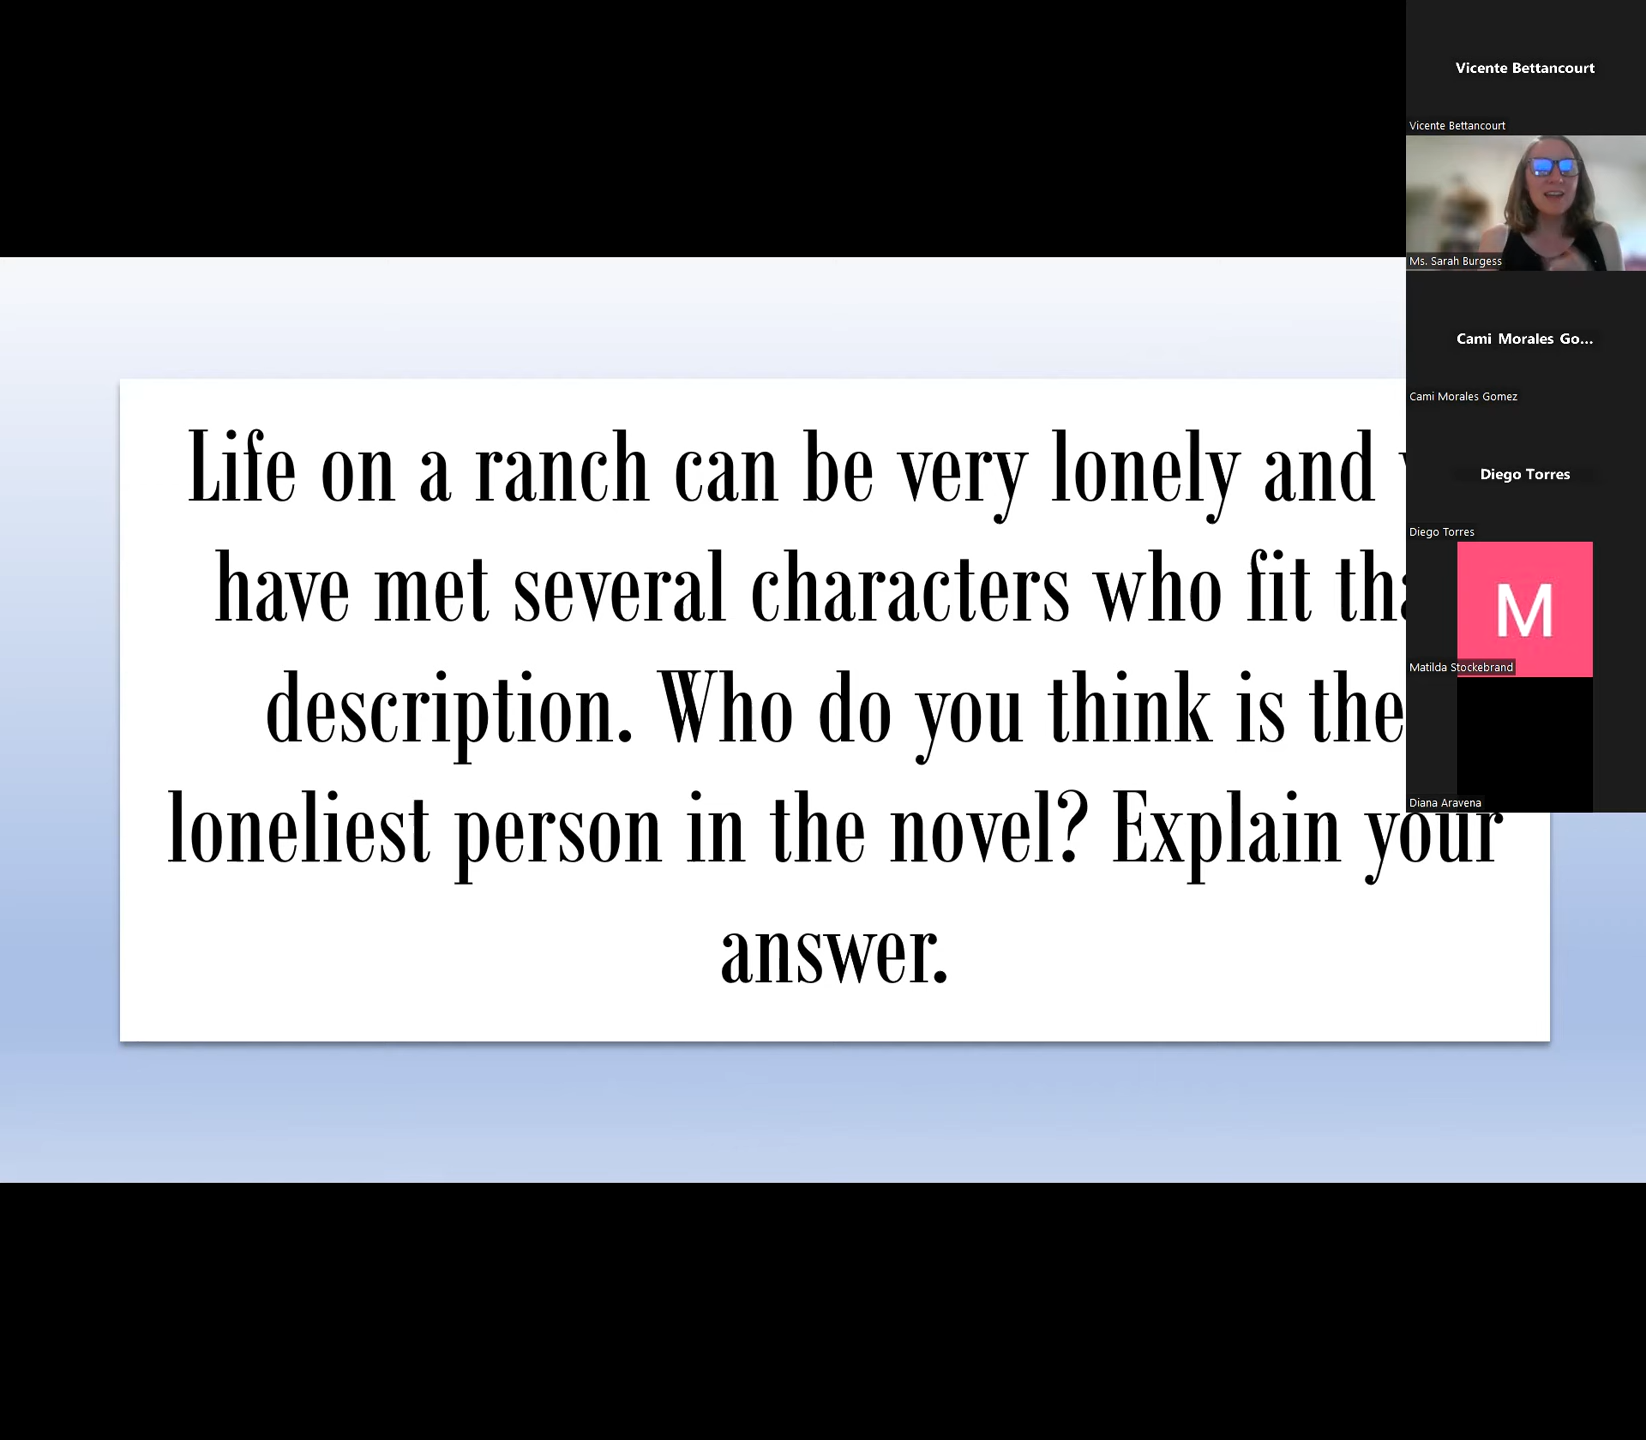 Life on a ranch can be very lonely and
have met several characters who fit
description. Who do you think is the
loneliest person in the novel? Explain your
answer.
Vicente Bettancourt
Vicente Bettancourt
Ms. Sarah Burgess
Cami Morales Go...
Cami Morales Gomez
Diego Torres
Diego Torres
M
Matilda Stockebrand
Diana Aravena